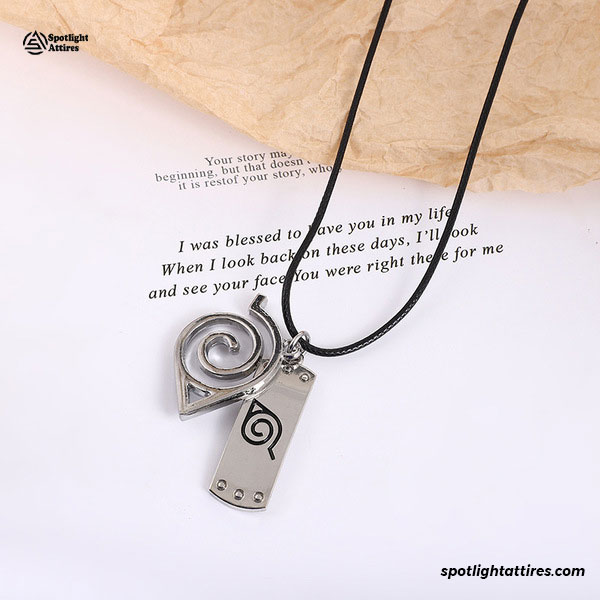 Spotlight
Attires
Your story may
beginning, but that doesn
it is restof your story, who
I was blessed to have you in my life
When I look back on these days, I'll look
and see your face You were right there for me
spotlightattires.com